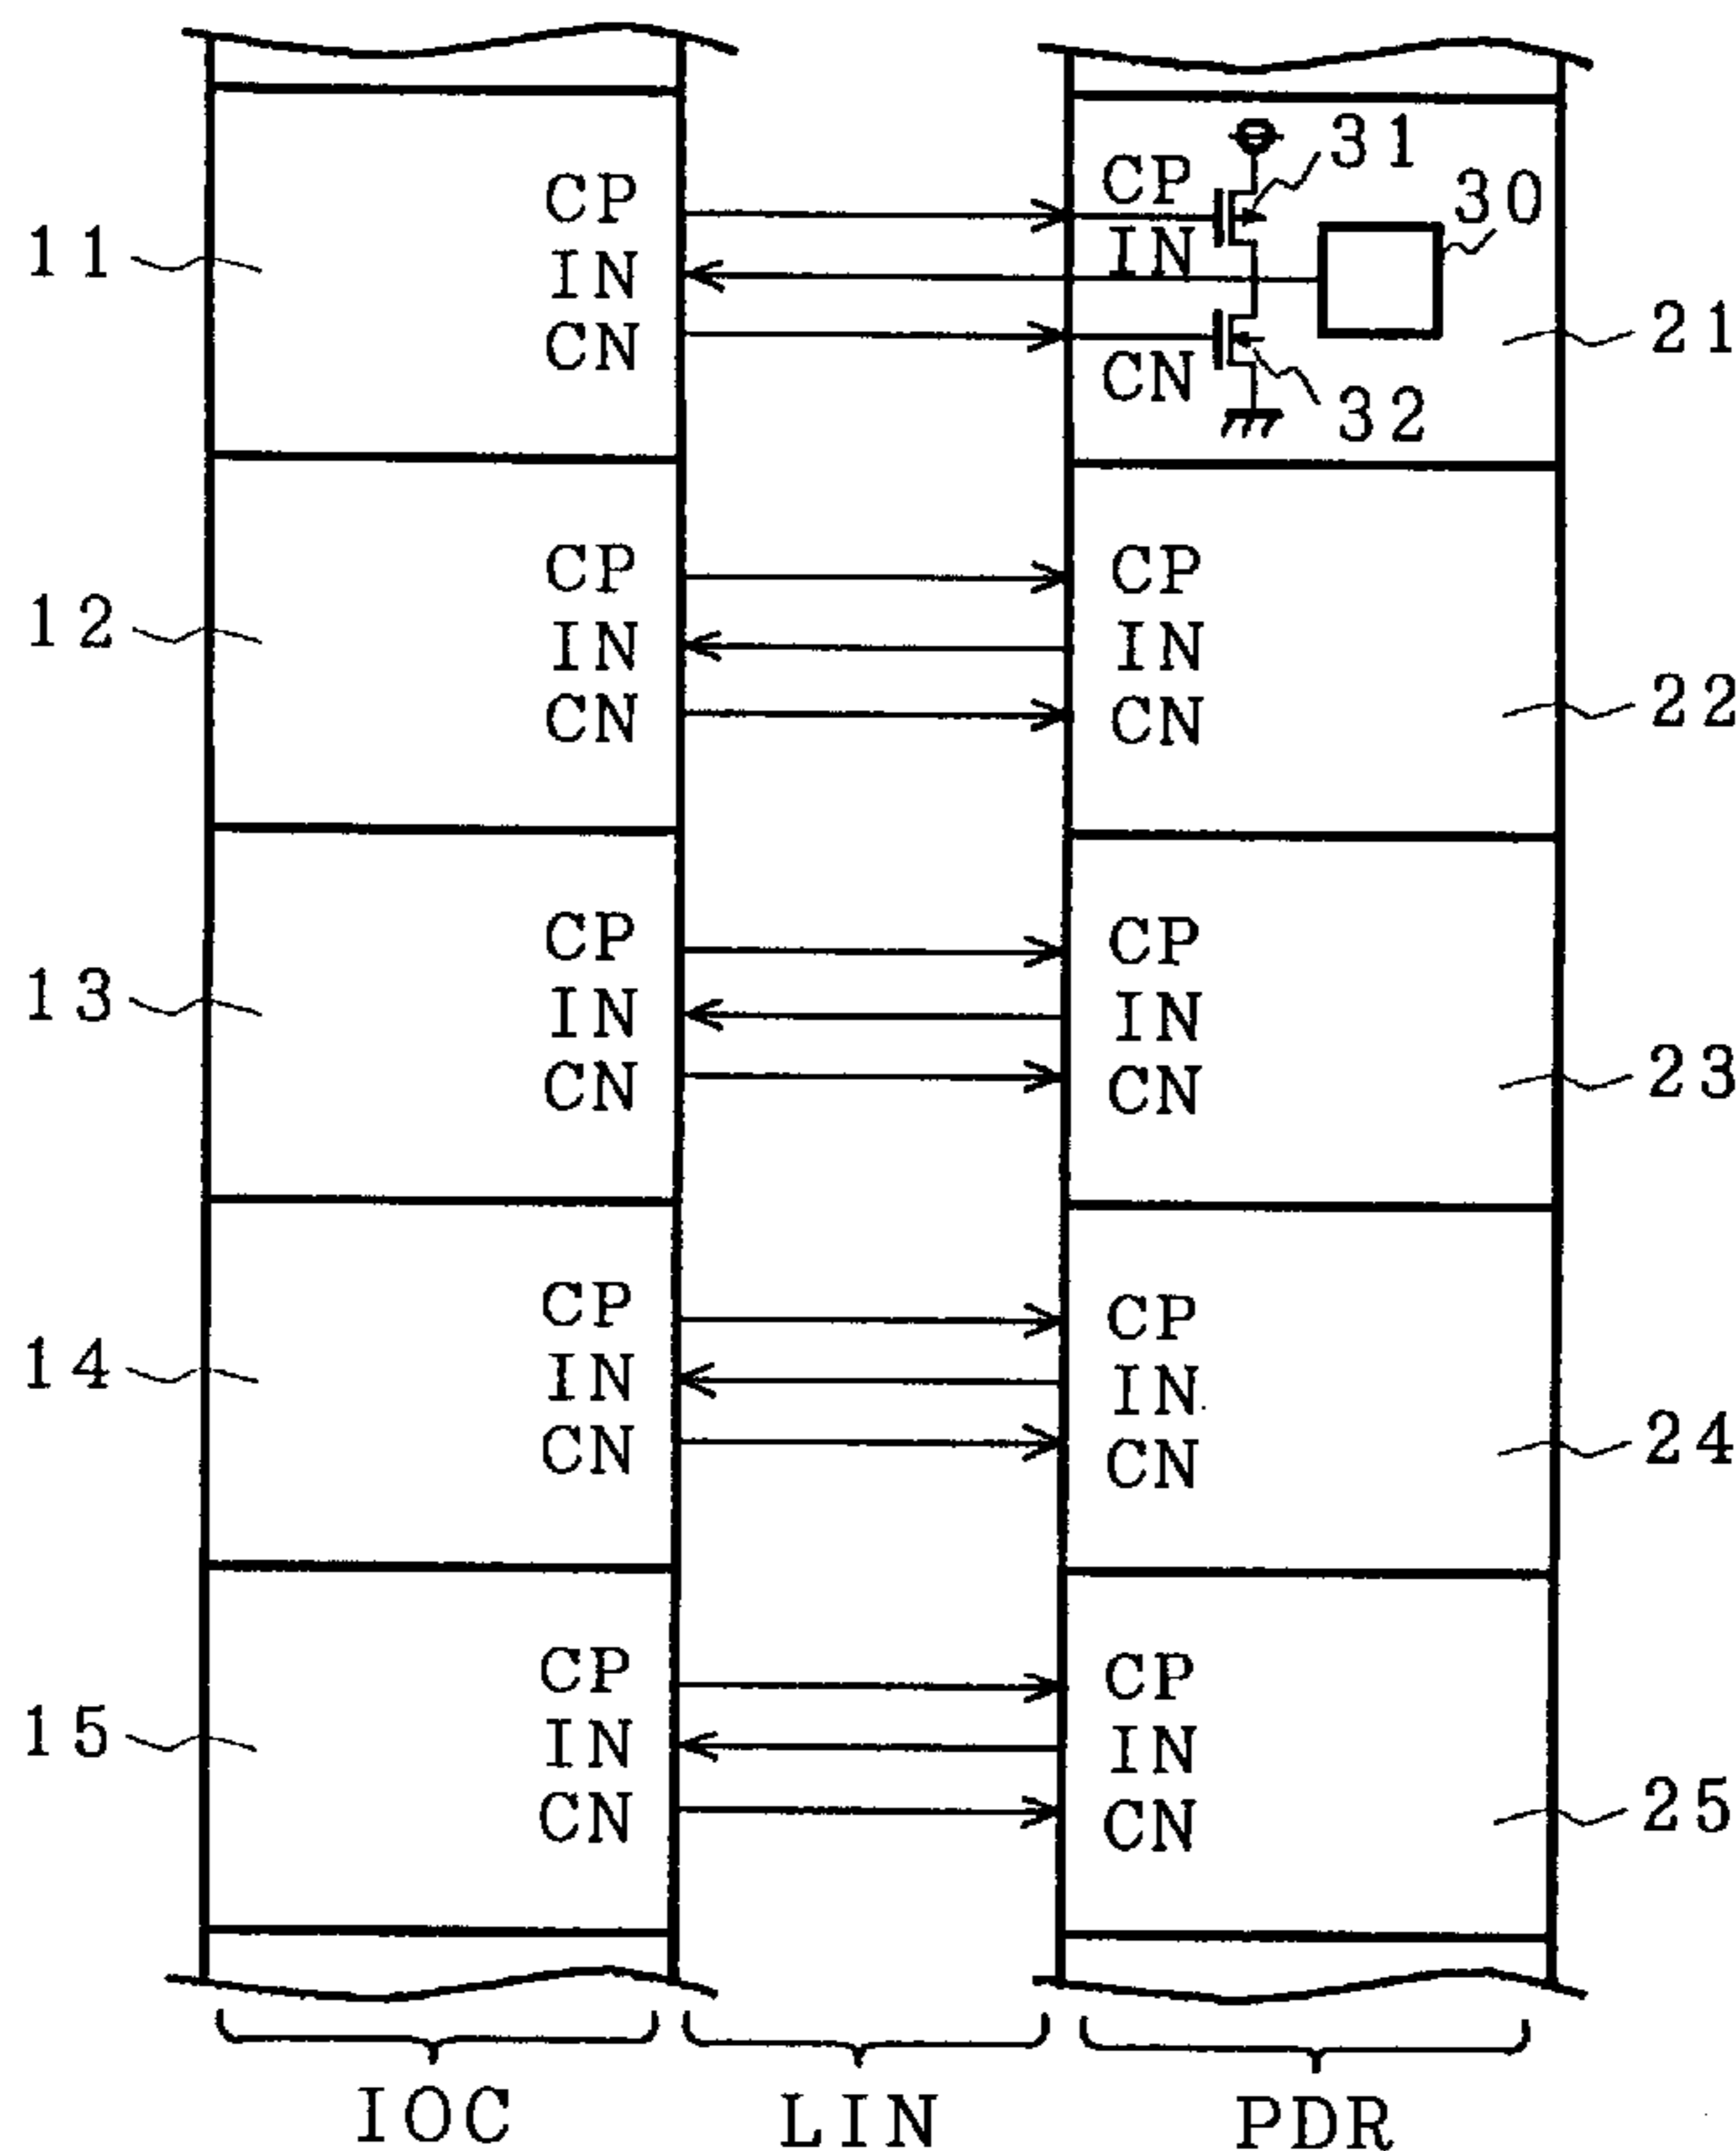 31
CP CP 30
11 IN IN
CN 21
CN 32
CP CP
12 IN IN
CN CN 22
CP CP
13 IN IN
CN CN 23
CP CP
14 IN IN
CN CN 24
CP CP
15 IN IN
CN CN 25
IOC LIN PDR